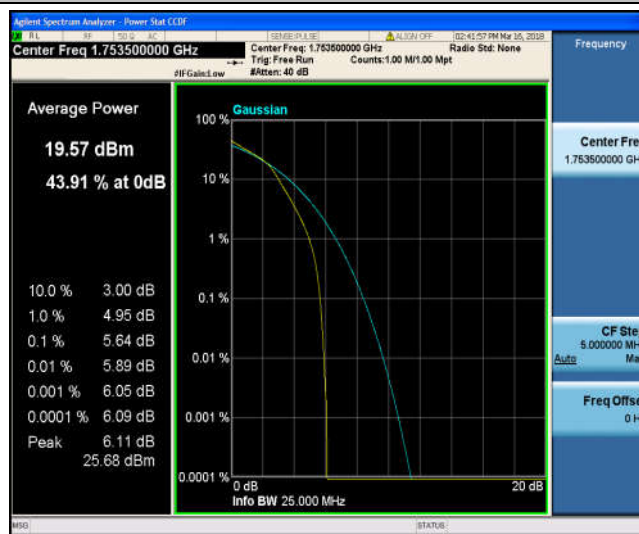 Agilent Spectrum Analyzer - Power Stat CCDF
RL RF 50 Ω AC SENSE:PULSE ALIGN OFF 02:41:57 PM Mar 16, 2018
Center Freq 1.753500000 GHz
Center Freq: 1.753500000 GHz Radio Std: None
Trig: Free Run Counts:1.00 M/1.00 Mpt
#IFGain:Low #Atten: 40 dB
Frequency
Average Power
19.57 dBm
43.91 % at 0dB
10.0 % 3.00 dB
1.0 % 4.95 dB
0.1 % 5.64 dB
0.01 % 5.89 dB
0.001 % 6.05 dB
0.0001 % 6.09 dB
Peak 6.11 dB
25.68 dBm
Gaussian
100 %
10 %
1 %
0.1 %
0.01 %
0.001 %
0.0001 %
0 dB 20 dB
Info BW 25.000 MHz
Center Fre
1.753500000 GH
CF Ste
5.000000 MH
Auto Ma
Freq Offse
0 H
MSG STATUS